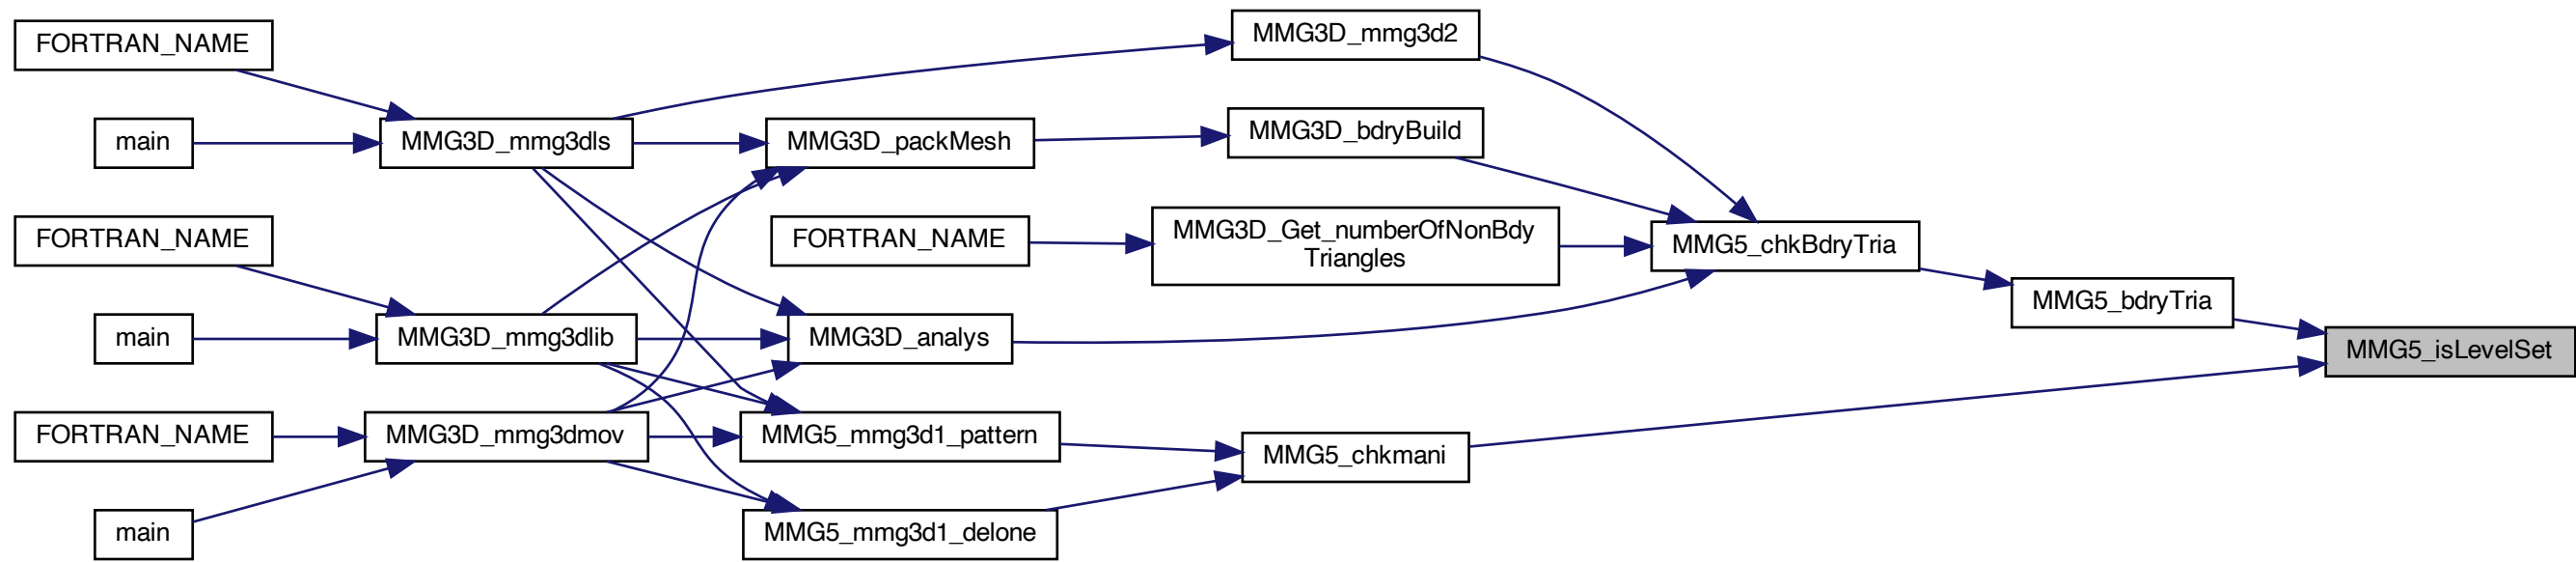 FORTRAN_NAME
main
FORTRAN_NAME
main
FORTRAN_NAME
main
MMG3D_mmg3dls
MMG3D_mmg3dlib
MMG3D_mmg3dmov
MMG3D_packMesh
FORTRAN_NAME
MMG3D_analys
MMG5_mmg3d1_pattern
MMG5_mmg3d1_delone
MMG3D_mmg3d2
MMG3D_bdryBuild
MMG3D_Get_numberOfNonBdy
Triangles
MMG5_chkmani
MMG5_chkBdryTria
MMG5_bdryTria
MMG5_isLevelSet